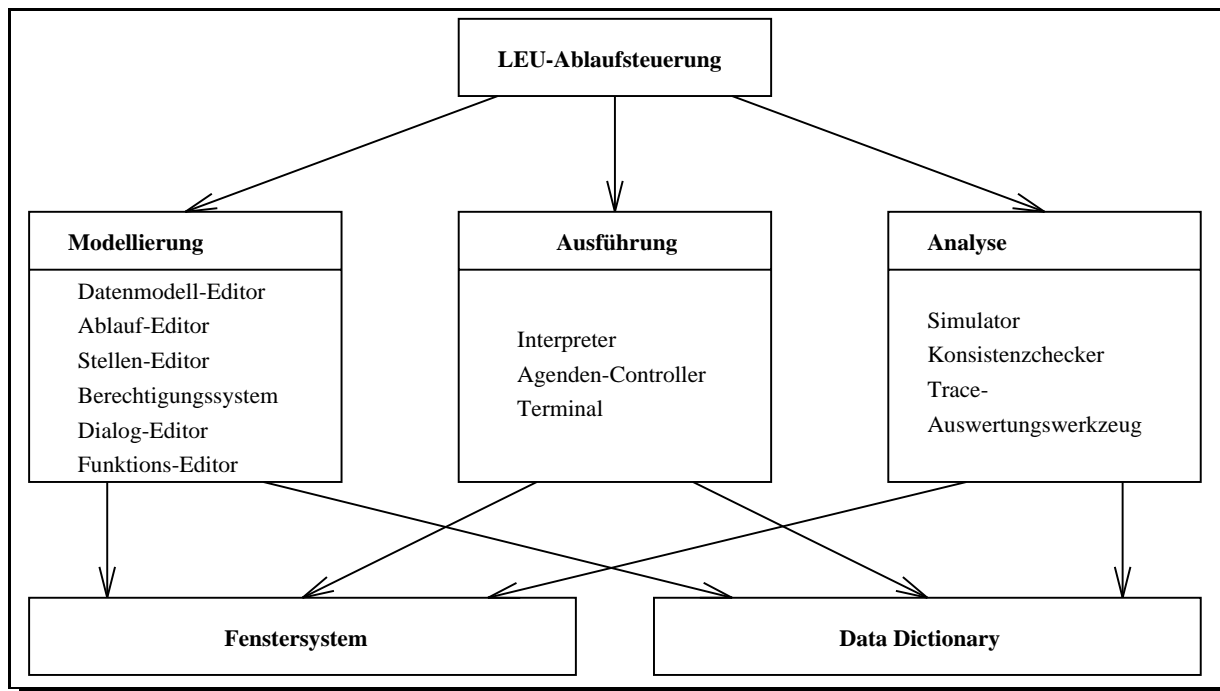 LEU-Ablaufsteuerung
Modellierung
Datenmodell-Editor
Ablauf-Editor
Stellen-Editor
Berechtigungssystem
Dialog-Editor
Funktions-Editor
Ausführung
Interpreter
Agenden-Controller
Terminal
Analyse
Simulator
Konsistenzchecker
Trace-
Auswertungswerkzeug
Fenstersystem
Data Dictionary